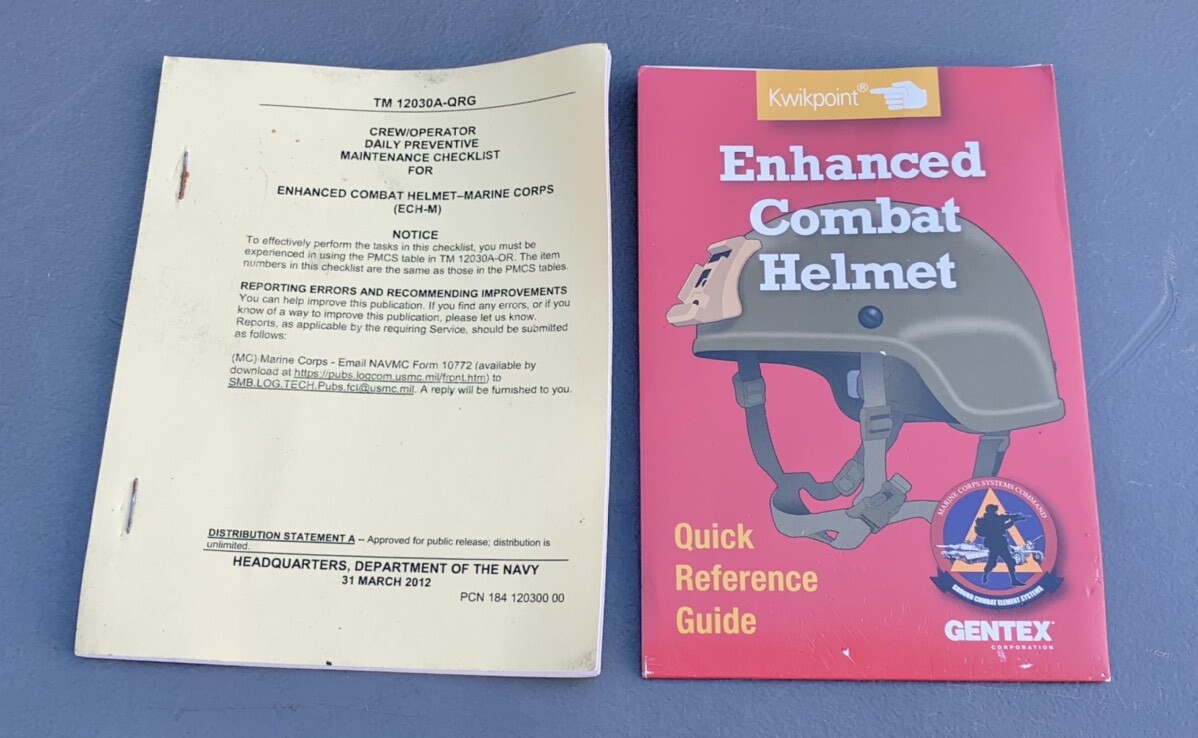 TM 12030A-QRG
CREW/OPERATOR
DAILY PREVENTIVE
MAINTENANCE CHECKLIST
FOR
ENHANCED COMBAT HELMET–MARINE CORPS
(ECH-M)
NOTICE
To effectively perform the tasks in this checklist, you must be
experienced in using the PMCS table in TM 12030A-OR. The item
numbers in this checklist are the same as those in the PMCS tables.
REPORTING ERRORS AND RECOMMENDING IMPROVEMENTS
You can help improve this publication. If you find any errors, or if you
know of a way to improve this publication, please let us know.
Reports, as applicable by the requiring Service, should be submitted
as follows:
(MC) Marine Corps - Email NAVMC Form 10772 (available by
download at https://pubs.logcom.usmc.mil/front.htm) to
SMB.LOG.TECH.Pubs.fcl@usmc.mil. A reply will be furnished to you.
DISTRIBUTION STATEMENT A -- Approved for public release; distribution is
unlimited.
HEADQUARTERS, DEPARTMENT OF THE NAVY
31 MARCH 2012
PCN 184 120300 00
Kwikpoint®
Enhanced
Combat
Helmet
Quick
Reference
Guide
MARINE CORPS SYSTEMS COMMAND
GROUND COMBAT ELEMENT SYSTEMS
GENTEX
CORPORATION